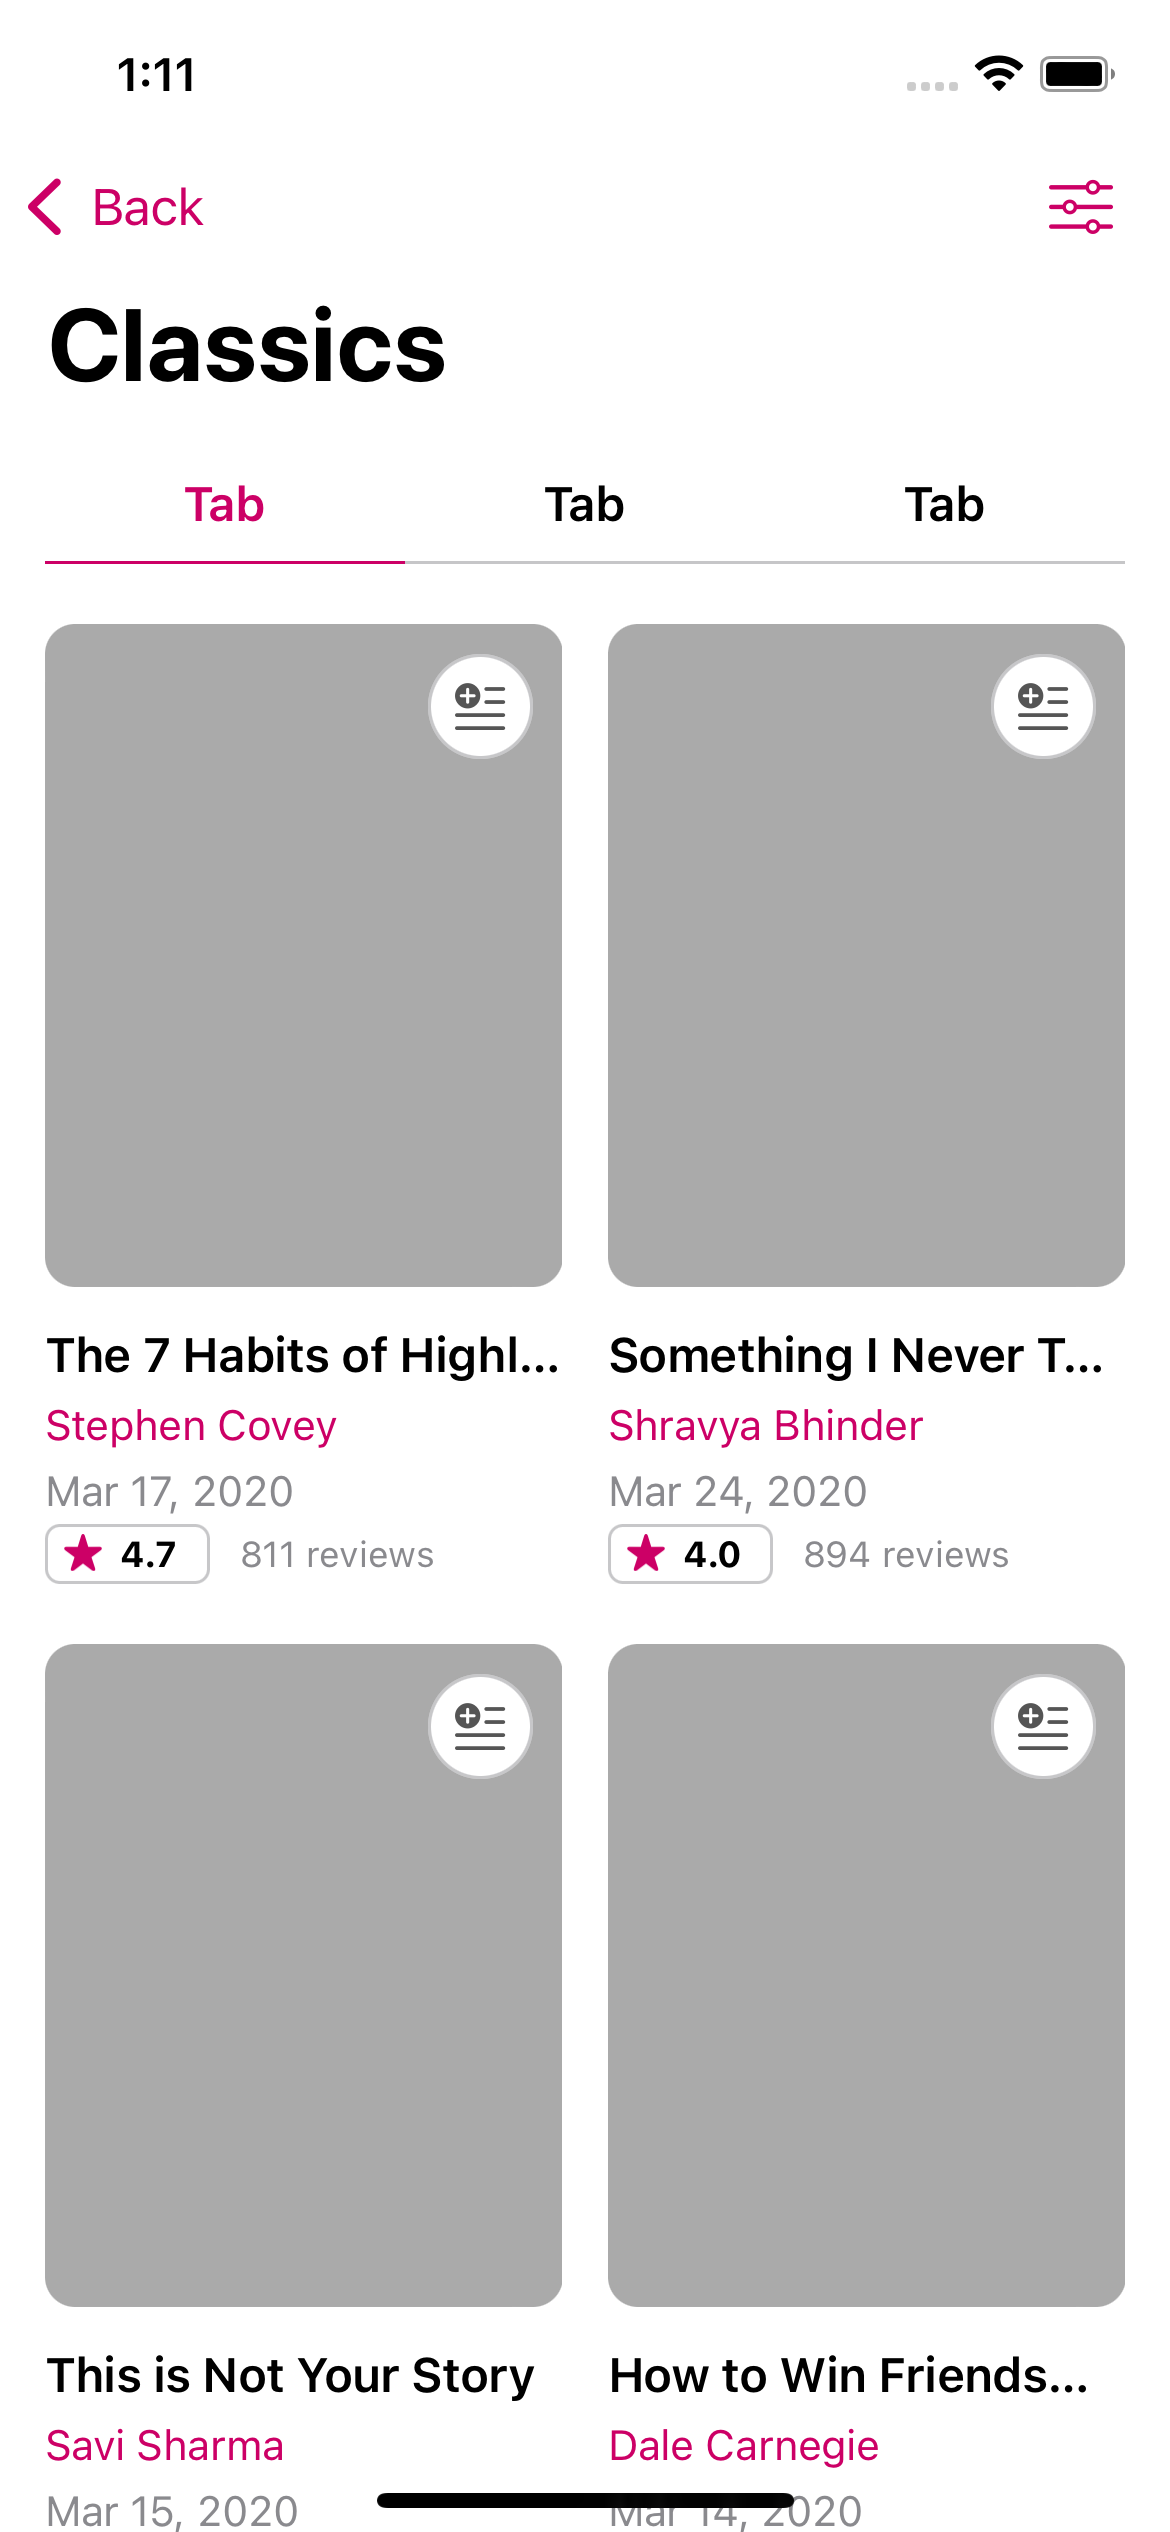 1:11
Back
Classics
Tab Tab Tab
The 7 Habits of Highl...
Stephen Covey
Mar 17, 2020
4.7 811 reviews
Something I Never T...
Shravya Bhinder
Mar 24, 2020
4.0 894 reviews
This is Not Your Story
Savi Sharma
Mar 15, 2020
How to Win Friends...
Dale Carnegie
Mar 14, 2020